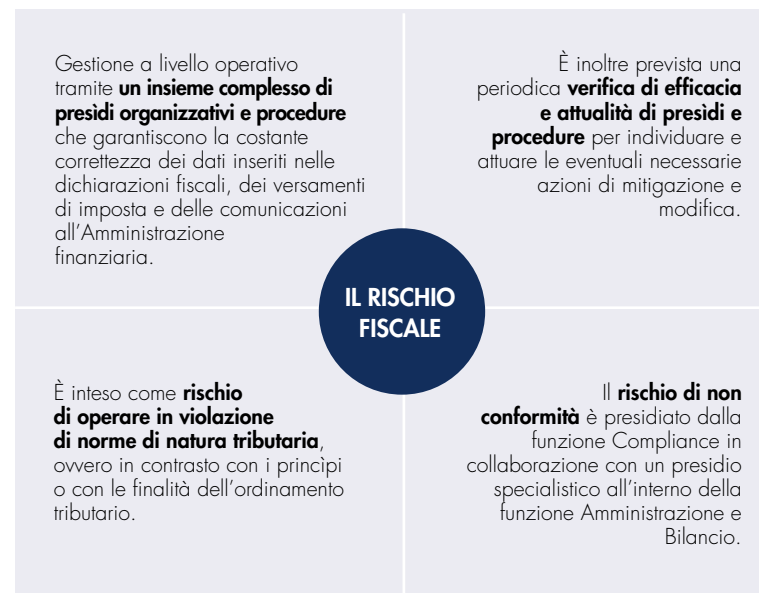 Gestione a livello operativo
tramite un insieme complesso di
presìdi organizzativi e procedure
che garantiscono la costante
correttezza dei dati inseriti nelle
dichiarazioni fiscali, dei versamenti
di imposta e delle comunicazioni
all'Amministrazione
finanziaria.
È inoltre prevista una
periodica verifica di efficacia
e attualità di presìdi e
procedure per individuare e
attuare le eventuali necessarie
azioni di mitigazione e
modifica.
IL RISCHIO
FISCALE
È inteso come rischio
di operare in violazione
di norme di natura tributaria,
ovvero in contrasto con i princìpi
o con le finalità dell'ordinamento
tributario.
Il rischio di non
conformità è presidiato dalla
funzione Compliance in
collaborazione con un presidio
specialistico all'interno della
funzione Amministrazione e
Bilancio.